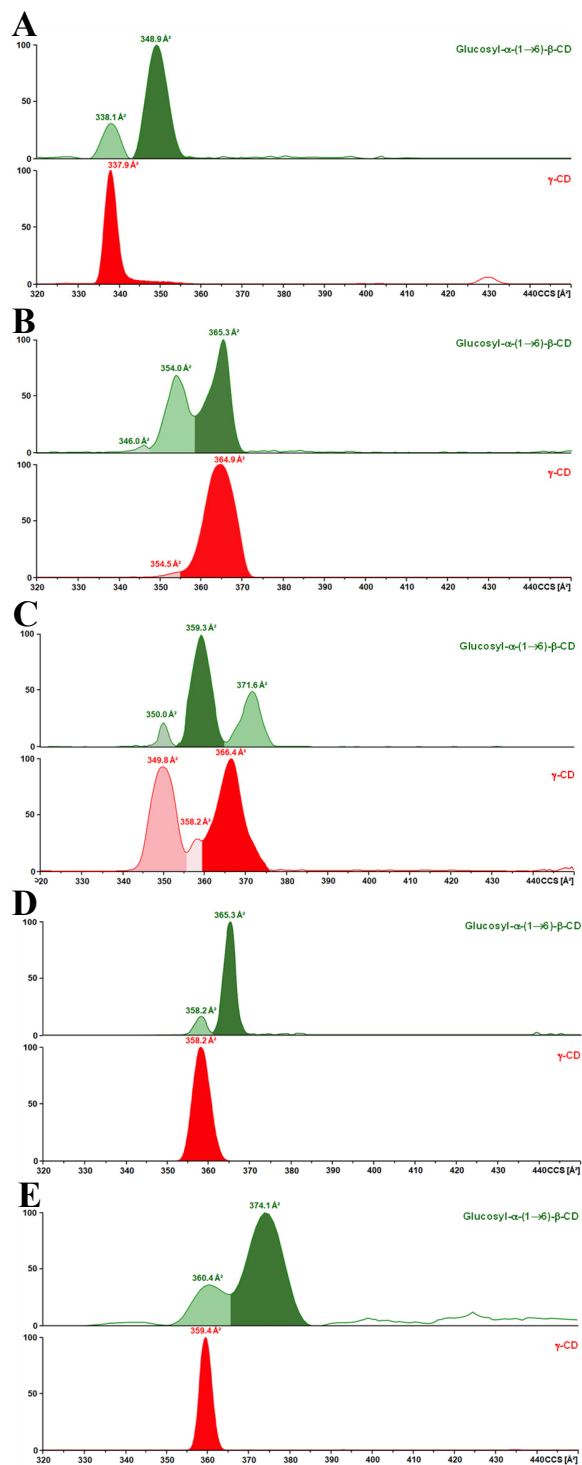 A
348.9 Å²
Glucosyl-α-(1→6)-β-CD
100
50
0
338.1 Å²
337.9 Å²
γ-CD
100
50
0
320 330 340 350 360 370 380 390 400 410 420 430 440CCS [Å²]
B
365.3 Å²
Glucosyl-α-(1→6)-β-CD
100
50
0
354.0 Å²
346.0 Å²
364.9 Å²
γ-CD
100
50
0
354.5 Å²
320 330 340 350 360 370 380 390 400 410 420 430 440CCS [Å²]
C
359.3 Å²
Glucosyl-α-(1→6)-β-CD
100
50
0
350.0 Å²
371.6 Å²
349.8 Å²
366.4 Å²
γ-CD
100
50
0
358.2 Å²
320 330 340 350 360 370 380 390 400 410 420 430 440CCS [Å²]
D
365.3 Å²
Glucosyl-α-(1→6)-β-CD
100
50
0
358.2 Å²
358.2 Å²
γ-CD
100
50
0
320 330 340 350 360 370 380 390 400 410 420 430 440CCS [Å²]
E
374.1 Å²
Glucosyl-α-(1→6)-β-CD
100
50
0
360.4 Å²
359.4 Å²
γ-CD
100
50
0
320 330 340 350 360 370 380 390 400 410 420 430 440CCS [Å²]